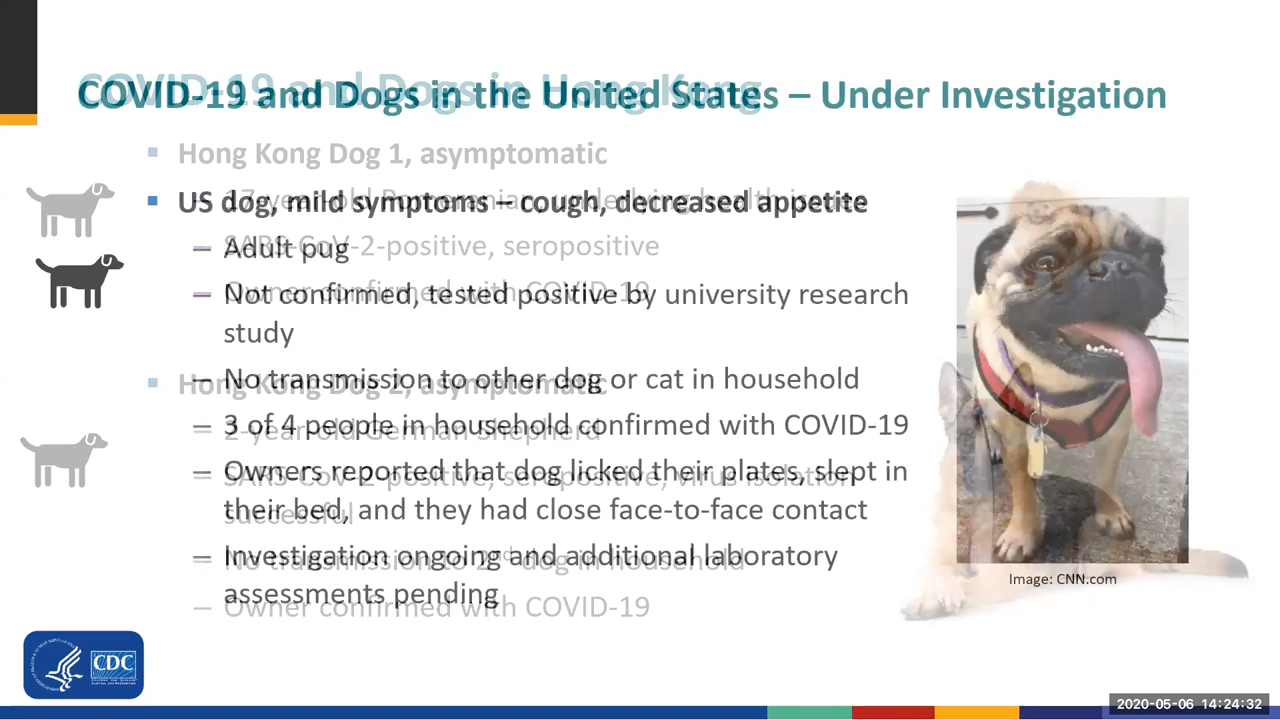 COVID-19 and Dogs in Hong Kong
COVID-19 and Dogs in the United States – Under Investigation
Hong Kong Dog 1, asymptomatic
– 17-year-old Pomeranian, underlying health issues
US dog, mild symptoms – cough, decreased appetite
– SARS-CoV-2-positive, seropositive
– Adult pug
– Owner confirmed with COVID-19
– Not confirmed, tested positive by university research
study
– No transmission to other dog or cat in household
Hong Kong Dog 2, asymptomatic
– 3 of 4 people in household confirmed with COVID-19
– 2-year-old German Shepherd
– Owners reported that dog licked their plates, slept in
– SARS-CoV-2-positive, seropositive, virus isolation
their bed, and they had close face-to-face contact
successful
– Investigation ongoing and additional laboratory
– No transmission to 2nd dog in household
assessments pending
– Owner confirmed with COVID-19
Image: CNN.com
CDC
2020-05-06 14:24:32